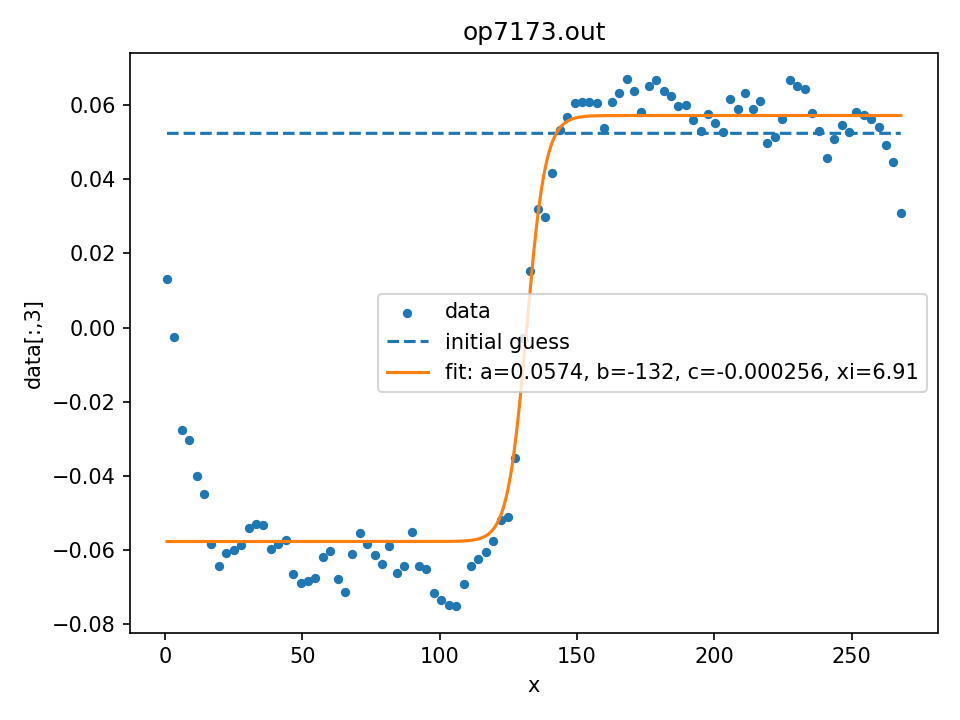 op7173.out
0.06
0.04
0.02
0.00
−0.02
−0.04
−0.06
−0.08
data[:,3]
data
initial guess
fit: a=0.0574, b=-132, c=-0.000256, xi=6.91
0 50 100 150 200 250
x